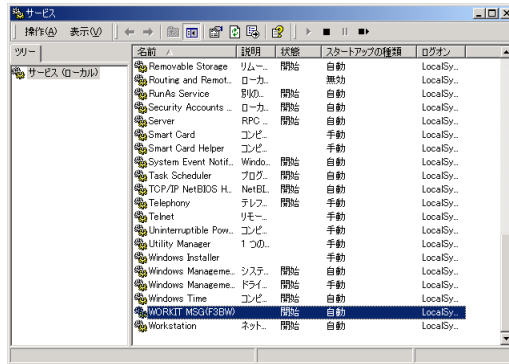 サービス
操作(A) 表示(V)
ツリー
サービス (ローカル)
名前 説明 状態 スタートアップの種類 ログオン
Removable Storage リムー... 開始 自動 LocalSy...
Routing and Remot... ローカ... 無効 LocalSy...
RunAs Service 別の... 開始 自動 LocalSy...
Security Accounts ... ローカ... 開始 自動 LocalSy...
Server RPC ... 開始 自動 LocalSy...
Smart Card コンピ... 手動 LocalSy...
Smart Card Helper コンピ... 手動 LocalSy...
System Event Notif... Windo... 開始 自動 LocalSy...
Task Scheduler プログ... 開始 自動 LocalSy...
TCP/IP NetBIOS H... NetBI... 開始 自動 LocalSy...
Telephony テレフ... 開始 手動 LocalSy...
Telnet リモー... 手動 LocalSy...
Uninterruptible Pow... コンピ... 手動 LocalSy...
Utility Manager 1 つの... 手動 LocalSy...
Windows Installer 手動 LocalSy...
Windows Manageme... システ... 開始 自動 LocalSy...
Windows Manageme... ドライ... 開始 手動 LocalSy...
Windows Time コンピ... 開始 自動 LocalSy...
WORKIT MSG(F3BW) 開始 自動 LocalSy...
Workstation ネット... 開始 自動 LocalSy...